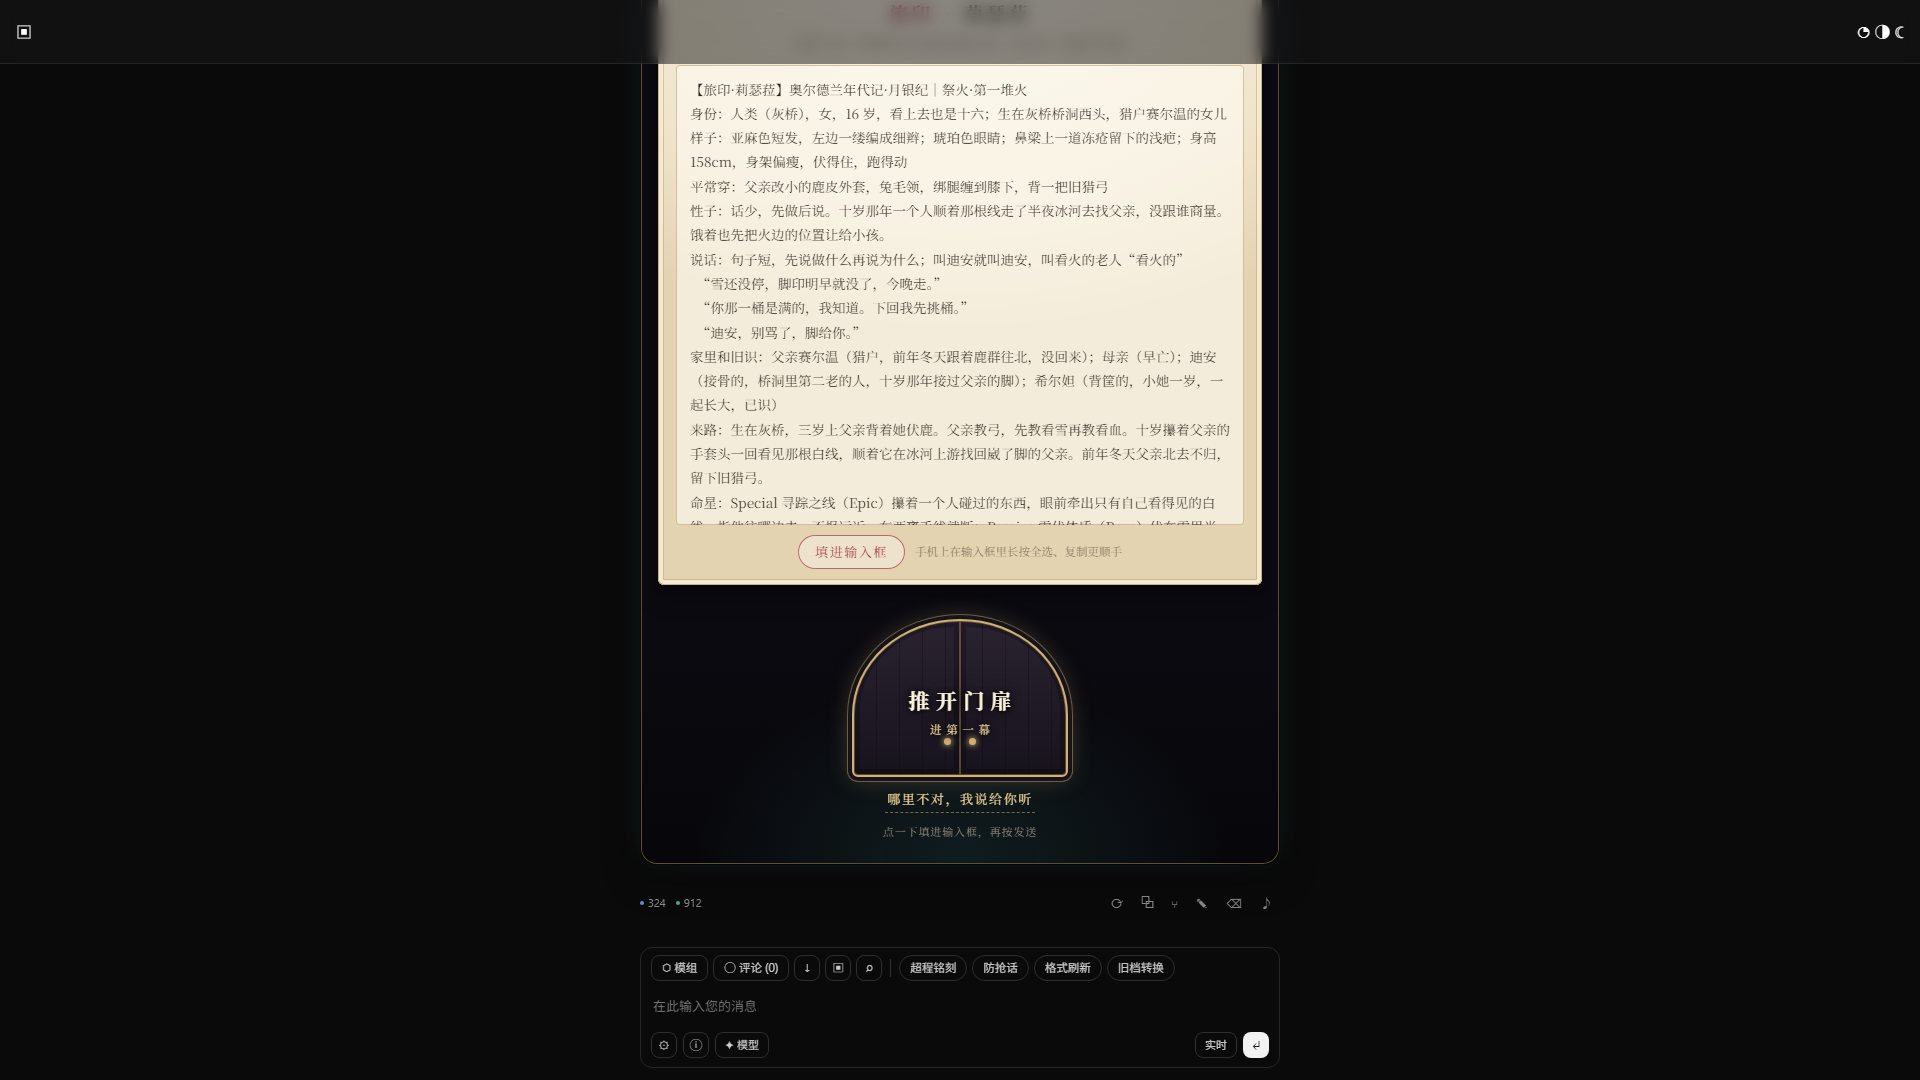 【旅印·莉瑟菈】奥尔德兰年代记·月银纪｜祭火·第一堆火
身份：人类（灰桥），女，16 岁，看上去也是十六；生在灰桥桥洞西头，猎户赛尔温的女儿
样子：亚麻色短发，左边一缕编成细辫；琥珀色眼睛；鼻梁上一道冻疮留下的浅疤；身高
158cm，身架偏瘦，伏得住，跑得动
平常穿：父亲改小的鹿皮外套，兔毛领，绑腿缠到膝下，背一把旧猎弓
性子：话少，先做后说。十岁那年一个人顺着那根线走了半夜冰河去找父亲，没跟谁商量。
饿着也先把火边的位置让给小孩。
说话：句子短，先说做什么再说为什么；叫迪安就叫迪安，叫看火的老人“看火的”
“雪还没停，脚印明早就没了，今晚走。”
“你那一桶是满的，我知道。下回我先挑桶。”
“迪安，别骂了，脚给你。”
家里和旧识：父亲赛尔温（猎户，前年冬天跟着鹿群往北，没回来）；母亲（早亡）；迪安
（接骨的，桥洞里第二老的人，十岁那年接过父亲的脚）；希尔妲（背筐的，小她一岁，一
起长大，已识）
来路：生在灰桥，三岁上父亲背着她伏鹿。父亲教弓，先教看雪再教看血。十岁攥着父亲的
手套头一回看见那根白线，顺着它在冰河上游找回崴了脚的父亲。前年冬天父亲北去不归，
留下旧猎弓。
命星：Special 寻踪之线（Epic）攥着一个人碰过的东西，眼前牵出只有自己看得见的白
填进输入框
手机上在输入框里长按全选、复制更顺手
推开门扉
进第一幕
哪里不对，我说给你听
点一下填进输入框，再按发送
324 912
模组 评论 (0) 超程铭刻 防抢话 格式刷新 旧档转换
在此输入您的消息
模型 实时